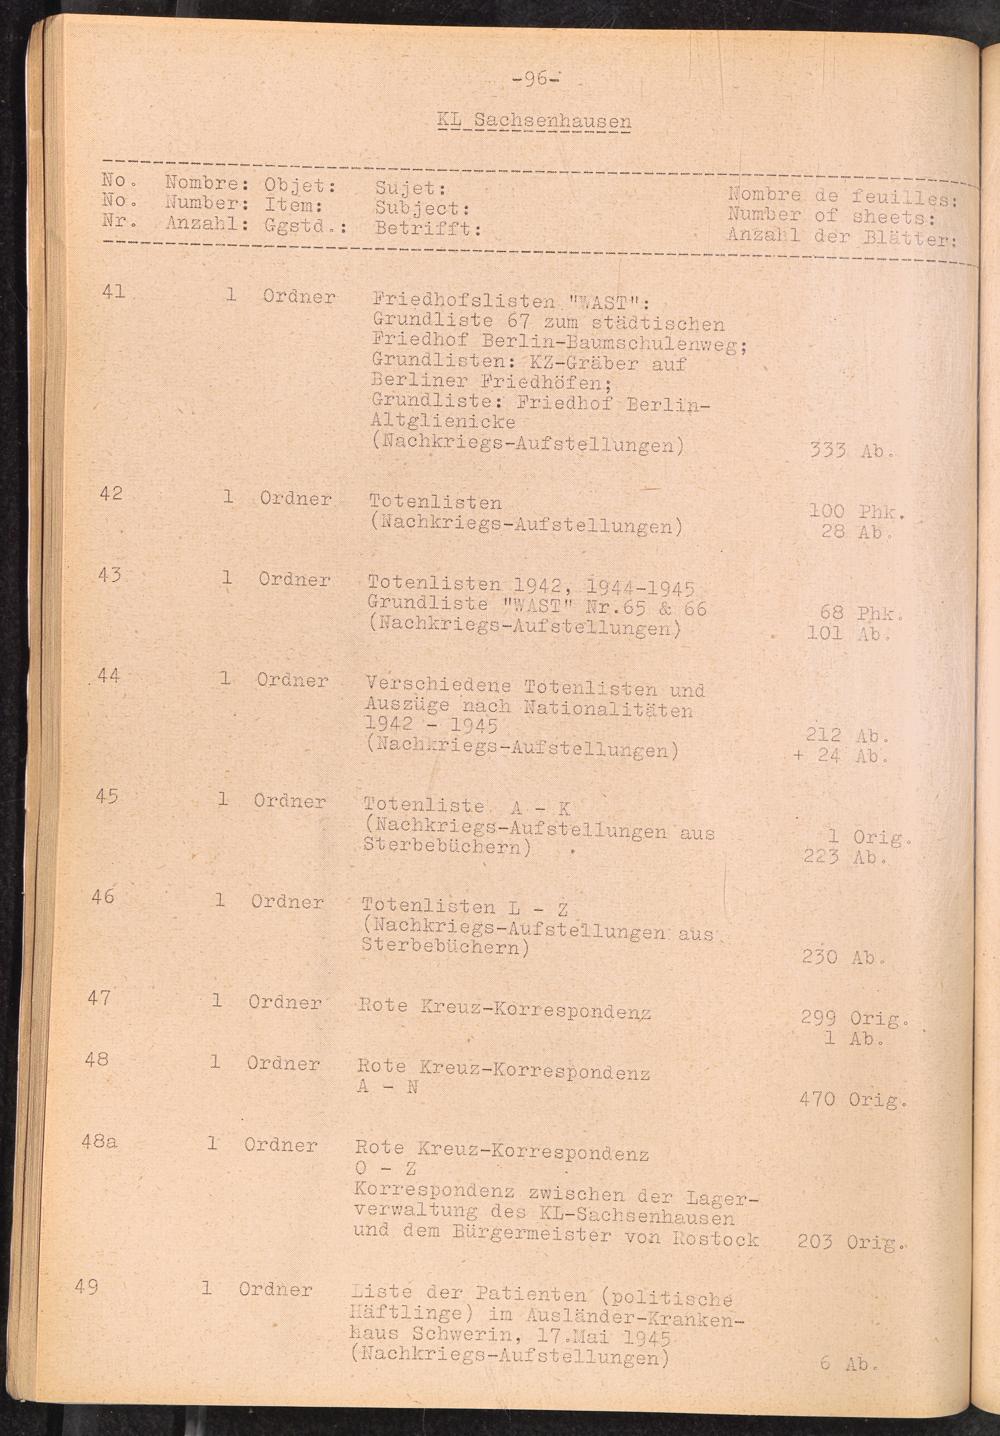 -96-
KL Sachsenhausen
No. Nombre: Objet: Sujet: Nombre de feuilles:
No. Number: Item: Subject: Number of sheets:
Nr. Anzahl: Ggstd.: Betrifft: Anzahl der Blätter:
41 1 Ordner Friedhofslisten "WAST":
Grundliste 67 zum städtischen
Friedhof Berlin-Baumschulenweg;
Grundlisten: KZ-Gräber auf
Berliner Friedhöfen;
Grundliste: Friedhof Berlin-
Altglienicke
(Nachkriegs-Aufstellungen) 333 Ab.
42 1 Ordner Totenlisten 100 Phk.
(Nachkriegs-Aufstellungen) 28 Ab.
43 1 Ordner Totenlisten 1942, 1944-1945
Grundliste "WAST" Nr.65 & 66 68 Phk.
(Nachkriegs-Aufstellungen) 101 Ab.
44 1 Ordner Verschiedene Totenlisten und
Auszüge nach Nationalitäten
1942 - 1945 212 Ab.
(Nachkriegs-Aufstellungen) + 24 Ab.
45 1 Ordner Totenliste A - K
(Nachkriegs-Aufstellungen aus 1 Orig.
Sterbebüchern) 223 Ab.
46 1 Ordner Totenlisten L - Z
(Nachkriegs-Aufstellungen aus
Sterbebüchern) 230 Ab.
47 1 Ordner Rote Kreuz-Korrespondenz 299 Orig.
1 Ab.
48 1 Ordner Rote Kreuz-Korrespondenz
A - N 470 Orig.
48a 1 Ordner Rote Kreuz-Korrespondenz
O - Z
Korrespondenz zwischen der Lager-
verwaltung des KL-Sachsenhausen
und dem Bürgermeister von Rostock 203 Orig.
49 1 Ordner Liste der Patienten (politische
Häftlinge) im Ausländer-Kranken-
haus Schwerin, 17.Mai 1945
(Nachkriegs-Aufstellungen) 6 Ab.